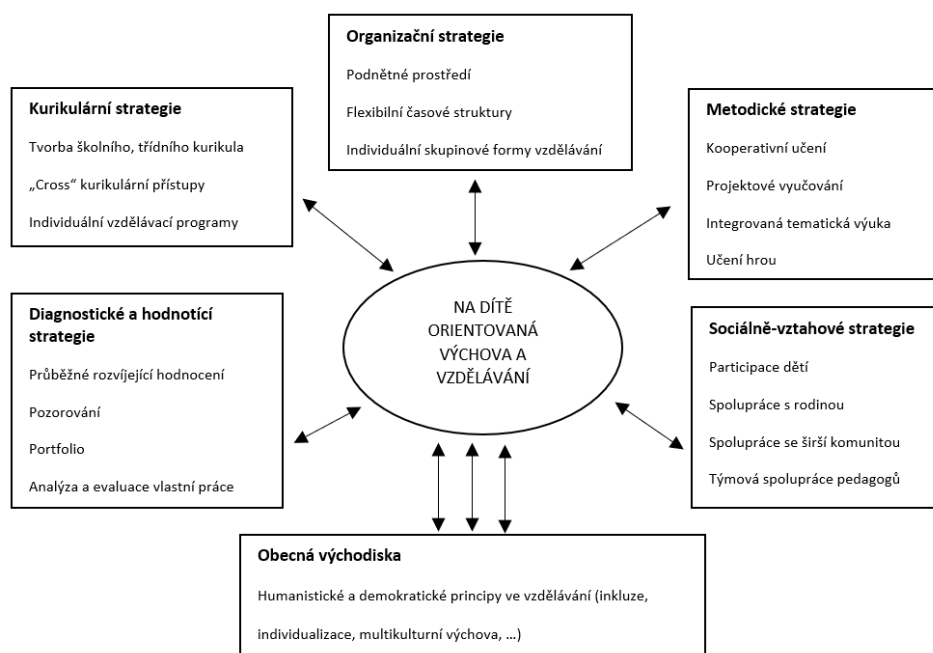 Organizační strategie
Podnětné prostředí
Flexibilní časové struktury
Individuální skupinové formy vzdělávání
Kurikulární strategie
Tvorba školního, třídního kurikula
„Cross“ kurikulární přístupy
Individuální vzdělávací programy
Metodické strategie
Kooperativní učení
Projektové vyučování
Integrovaná tematická výuka
Učení hrou
NA DÍTĚ
ORIENTOVANÁ
VÝCHOVA A
VZDĚLÁVÁNÍ
Diagnostické a hodnotící
strategie
Průběžné rozvíjející hodnocení
Pozorování
Portfolio
Analýza a evaluace vlastní práce
Sociálně-vztahové strategie
Participace dětí
Spolupráce s rodinou
Spolupráce se širší komunitou
Týmová spolupráce pedagogů
Obecná východiska
Humanistické a demokratické principy ve vzdělávání (inkluze,
individualizace, multikulturní výchova, …)